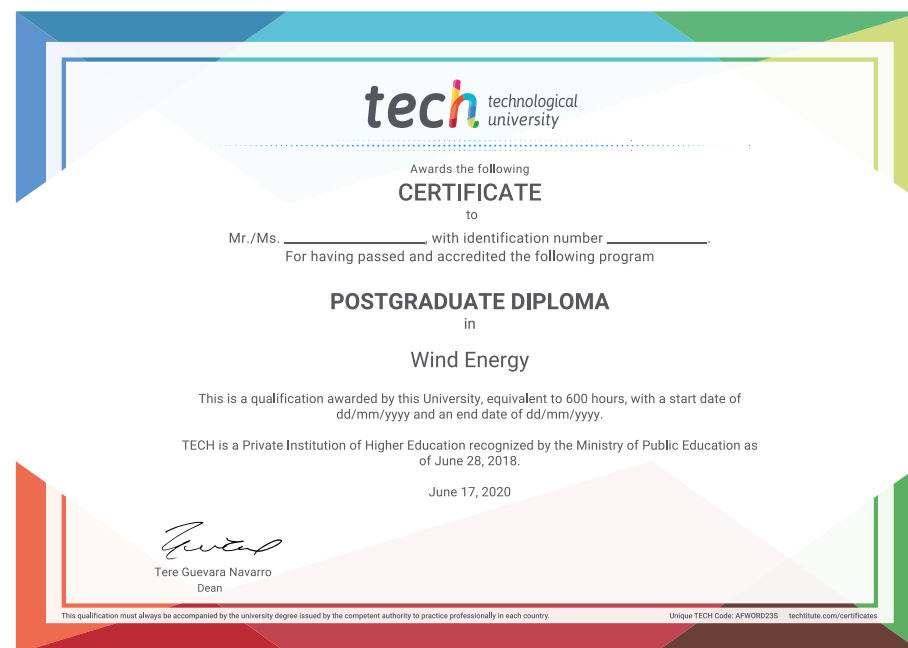 tech technological
university
Awards the following
CERTIFICATE
to
Mr./Ms. ____________________, with identification number ______________.
For having passed and accredited the following program
POSTGRADUATE DIPLOMA
in
Wind Energy
This is a qualification awarded by this University, equivalent to 600 hours, with a start date of
dd/mm/yyyy and an end date of dd/mm/yyyy.
TECH is a Private Institution of Higher Education recognized by the Ministry of Public Education as
of June 28, 2018.
June 17, 2020
Tere Guevara Navarro
Dean
This qualification must always be accompanied by the university degree issued by the competent authority to practice professionally in each country. Unique TECH Code: AFWORD23S techtitute.com/certificates